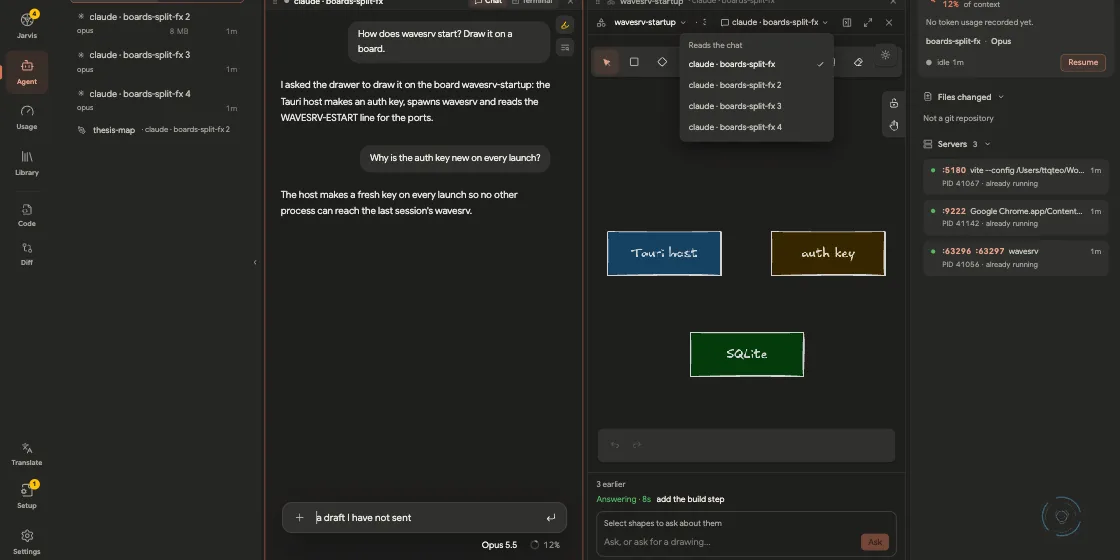 4
Jarvis
Agent
Usage
Library
Code
Diff
Translate
1
Setup
Settings
claude · boards-split-fx 2
opus
8 MB
1m
claude · boards-split-fx 3
opus
1m
claude · boards-split-fx 4
opus
1m
thesis-map · claude · boards-split-fx 2
claude · boards-split-fx
Chat
Terminal
How does wavesrv start? Draw it on a
board.
I asked the drawer to draw it on the board wavesrv-startup: the
Tauri host makes an auth key, spawns wavesrv and reads the
WAVESRV-ESTART line for the ports.
Why is the auth key new on every launch?
The host makes a fresh key on every launch so no other
process can reach the last session's wavesrv.
a draft I have not sent
Opus 5.5
12%
wavesrv-startup · claude · boards-split-fx
wavesrv-startup
claude · boards-split-fx
Reads the chat
claude · boards-split-fx
claude · boards-split-fx 2
claude · boards-split-fx 3
claude · boards-split-fx 4
Tauri host
auth key
SQLite
3 earlier
Answering · 8s add the build step
Select shapes to ask about them
Ask, or ask for a drawing...
Ask
12%
of context
No token usage recorded yet.
boards-split-fx · Opus
idle 1m
Resume
Files changed
Not a git repository
Servers 3
:5180 vite --config /Users/ttqteo/Wo... 1m
PID 41067 · already running
:9222 Google Chrome.app/Content... 1m
PID 41142 · already running
:63296 :63297 wavesrv 1m
PID 41056 · already running